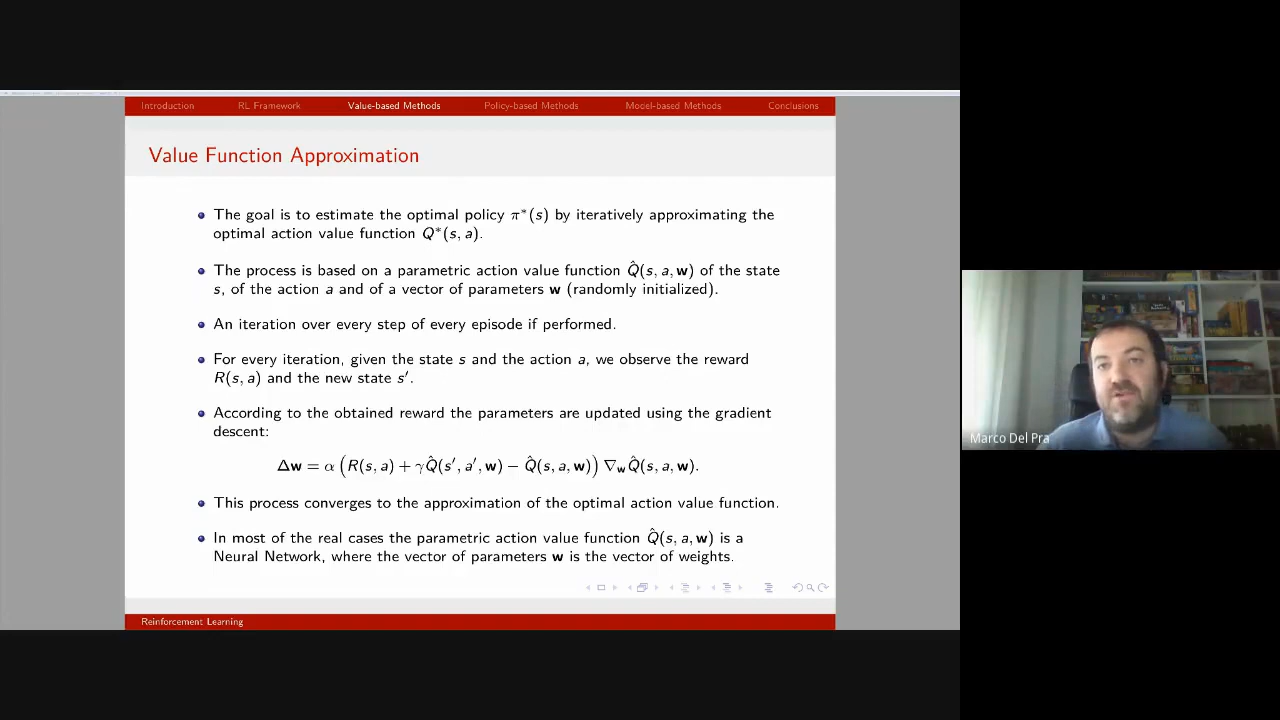 Introduction RL Framework Value-based Methods Policy-based Methods Model-based Methods Conclusions
Value Function Approximation
The goal is to estimate the optimal policy π*(s) by iteratively approximating the
optimal action value function Q*(s, a).
The process is based on a parametric action value function Q̂(s, a, w) of the state
s, of the action a and of a vector of parameters w (randomly initialized).
An iteration over every step of every episode if performed.
For every iteration, given the state s and the action a, we observe the reward
R(s, a) and the new state s′.
According to the obtained reward the parameters are updated using the gradient
descent:
Δw = α (R(s, a) + γQ̂(s′, a′, w) − Q̂(s, a, w)) ∇wQ̂(s, a, w).
This process converges to the approximation of the optimal action value function.
In most of the real cases the parametric action value function Q̂(s, a, w) is a
Neural Network, where the vector of parameters w is the vector of weights.
Reinforcement Learning
Marco Del Pra